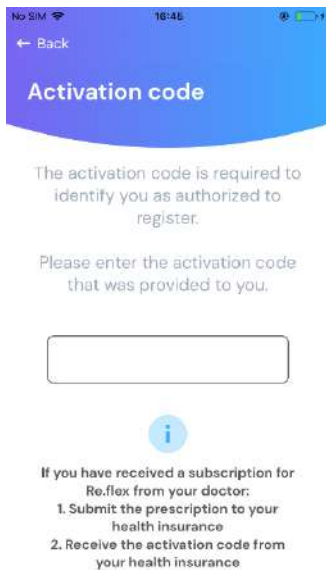 No SIM 16:46
← Back
Activation code
The activation code is required to
identify you as authorized to
register.
Please enter the activation code
that was provided to you.
i
If you have received a subscription for
Re.flex from your doctor:
1. Submit the prescription to your
health insurance
2. Receive the activation code from
your health insurance